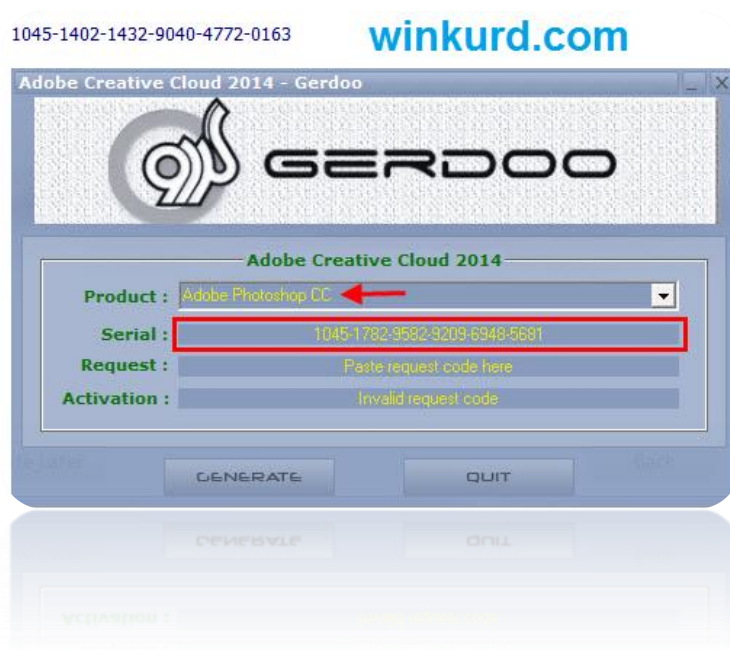 1045-1402-1432-9040-4772-0163
winkurd.com
Adobe Creative Cloud 2014 - Gerdoo
GERDOO
Adobe Creative Cloud 2014
Product : Adobe Photoshop CC
Serial : 1045-1782-9582-9209-6948-5681
Request : Paste request code here
Activation : Invalid request code
Back
GENERATE QUIT